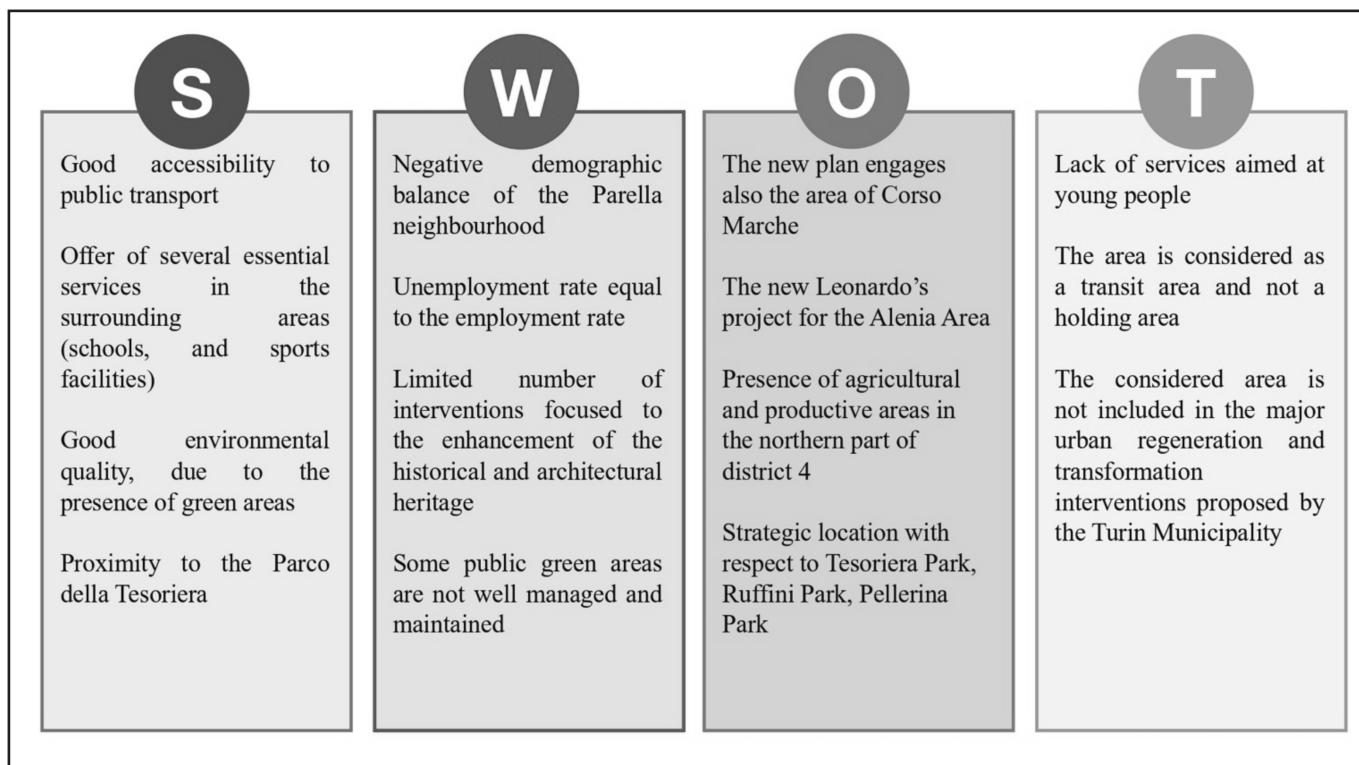 S
Good accessibility to
public transport
Offer of several essential
services in the
surrounding areas
(schools, and sports
facilities)
Good environmental
quality, due to the
presence of green areas
Proximity to the Parco
della Tesoriera
W
Negative demographic
balance of the Parella
neighbourhood
Unemployment rate equal
to the employment rate
Limited number of
interventions focused to
the enhancement of the
historical and architectural
heritage
Some public green areas
are not well managed and
maintained
O
The new plan engages
also the area of Corso
Marche
The new Leonardo’s
project for the Alenia Area
Presence of agricultural
and productive areas in
the northern part of
district 4
Strategic location with
respect to Tesoriera Park,
Ruffini Park, Pellerina
Park
T
Lack of services aimed at
young people
The area is considered as
a transit area and not a
holding area
The considered area is
not included in the major
urban regeneration and
transformation
interventions proposed by
the Turin Municipality